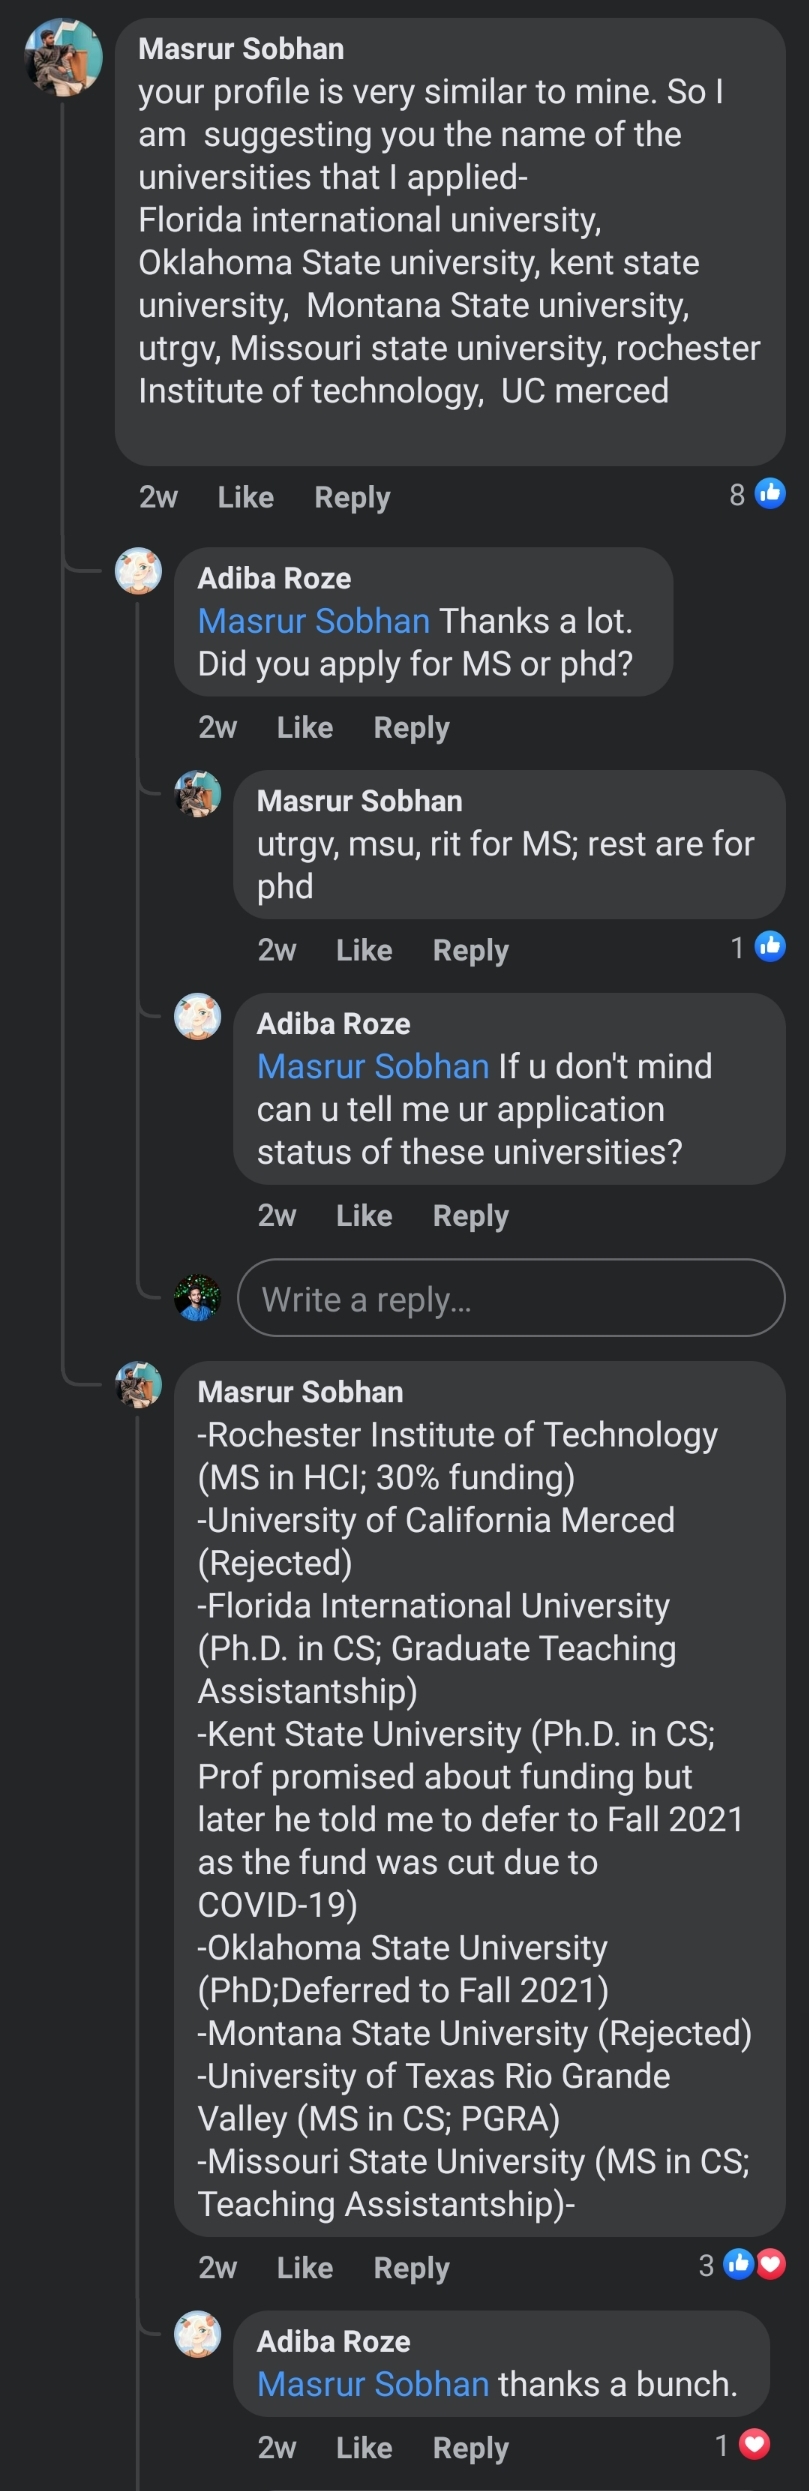 Masrur Sobhan
your profile is very similar to mine. So I
am  suggesting you the name of the
universities that I applied-
Florida international university,
Oklahoma State university, kent state
university,  Montana State university,
utrgv, Missouri state university, rochester
Institute of technology,  UC merced
2w Like Reply 8
Adiba Roze
Masrur Sobhan Thanks a lot.
Did you apply for MS or phd?
2w Like Reply
Masrur Sobhan
utrgv, msu, rit for MS; rest are for
phd
2w Like Reply 1
Adiba Roze
Masrur Sobhan If u don't mind
can u tell me ur application
status of these universities?
2w Like Reply
Write a reply...
Masrur Sobhan
-Rochester Institute of Technology
(MS in HCI; 30% funding)
-University of California Merced
(Rejected)
-Florida International University
(Ph.D. in CS; Graduate Teaching
Assistantship)
-Kent State University (Ph.D. in CS;
Prof promised about funding but
later he told me to defer to Fall 2021
as the fund was cut due to
COVID-19)
-Oklahoma State University
(PhD;Deferred to Fall 2021)
-Montana State University (Rejected)
-University of Texas Rio Grande
Valley (MS in CS; PGRA)
-Missouri State University (MS in CS;
Teaching Assistantship)-
2w Like Reply 3
Adiba Roze
Masrur Sobhan thanks a bunch.
2w Like Reply 1